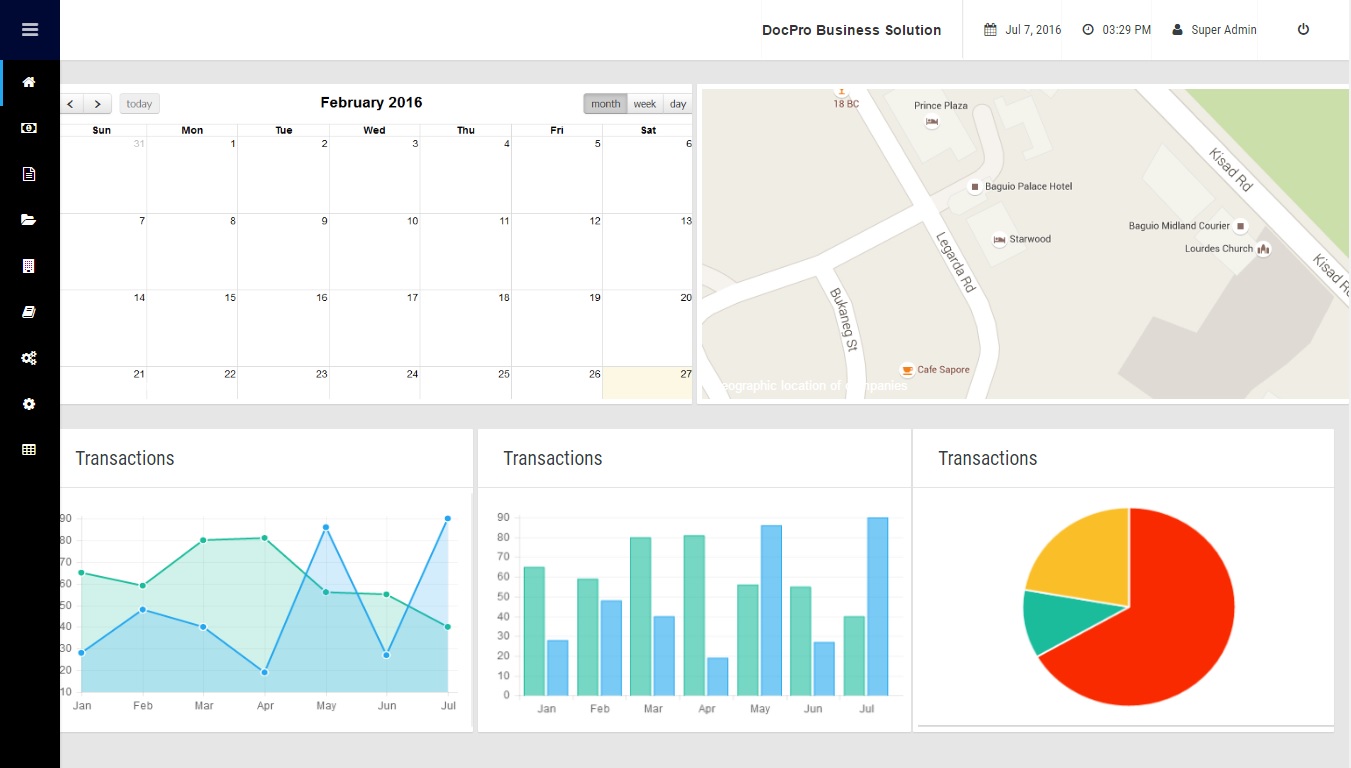 DocPro Business Solution
Jul 7, 2016
03:29 PM
Super Admin
today
February 2016
month week day
Sun Mon Tue Wed Thu Fri Sat
31 1 2 3 4 5 6
7 8 9 10 11 12 13
14 15 16 17 18 19 20
21 22 23 24 25 26 27
18 BC
Prince Plaza
Kisad Rd
Baguio Palace Hotel
Baguio Midland Courier
Starwood
Lourdes Church
Legarda Rd
Kisad
Bukaneg St
Cafe Sapore
eographic location of panies
Transactions
90
80
70
60
50
40
30
20
10
Jan Feb Mar Apr May Jun Jul
Transactions
90
80
70
60
50
40
30
20
10
0
Jan Feb Mar Apr May Jun Jul
Transactions